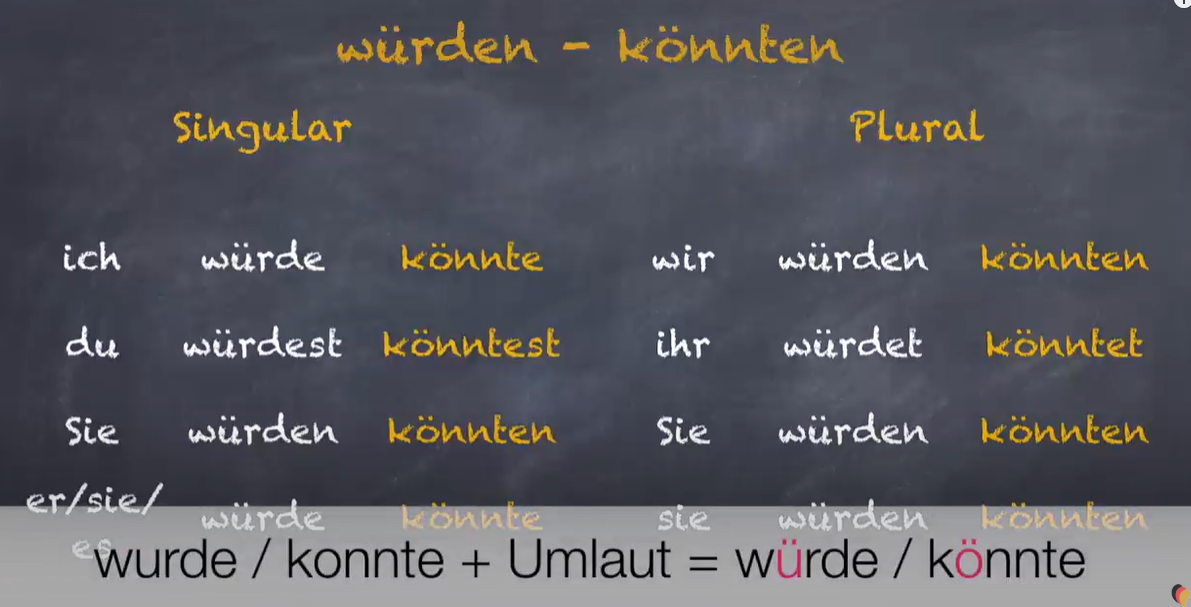 würden - könnten
Singular Plural
ich würde könnte wir würden könnten
du würdest könntest ihr würdet könntet
Sie würden könnten Sie würden könnten
er/sie/
es würde könnte sie würden könnten
wurde / konnte + Umlaut = würde / könnte